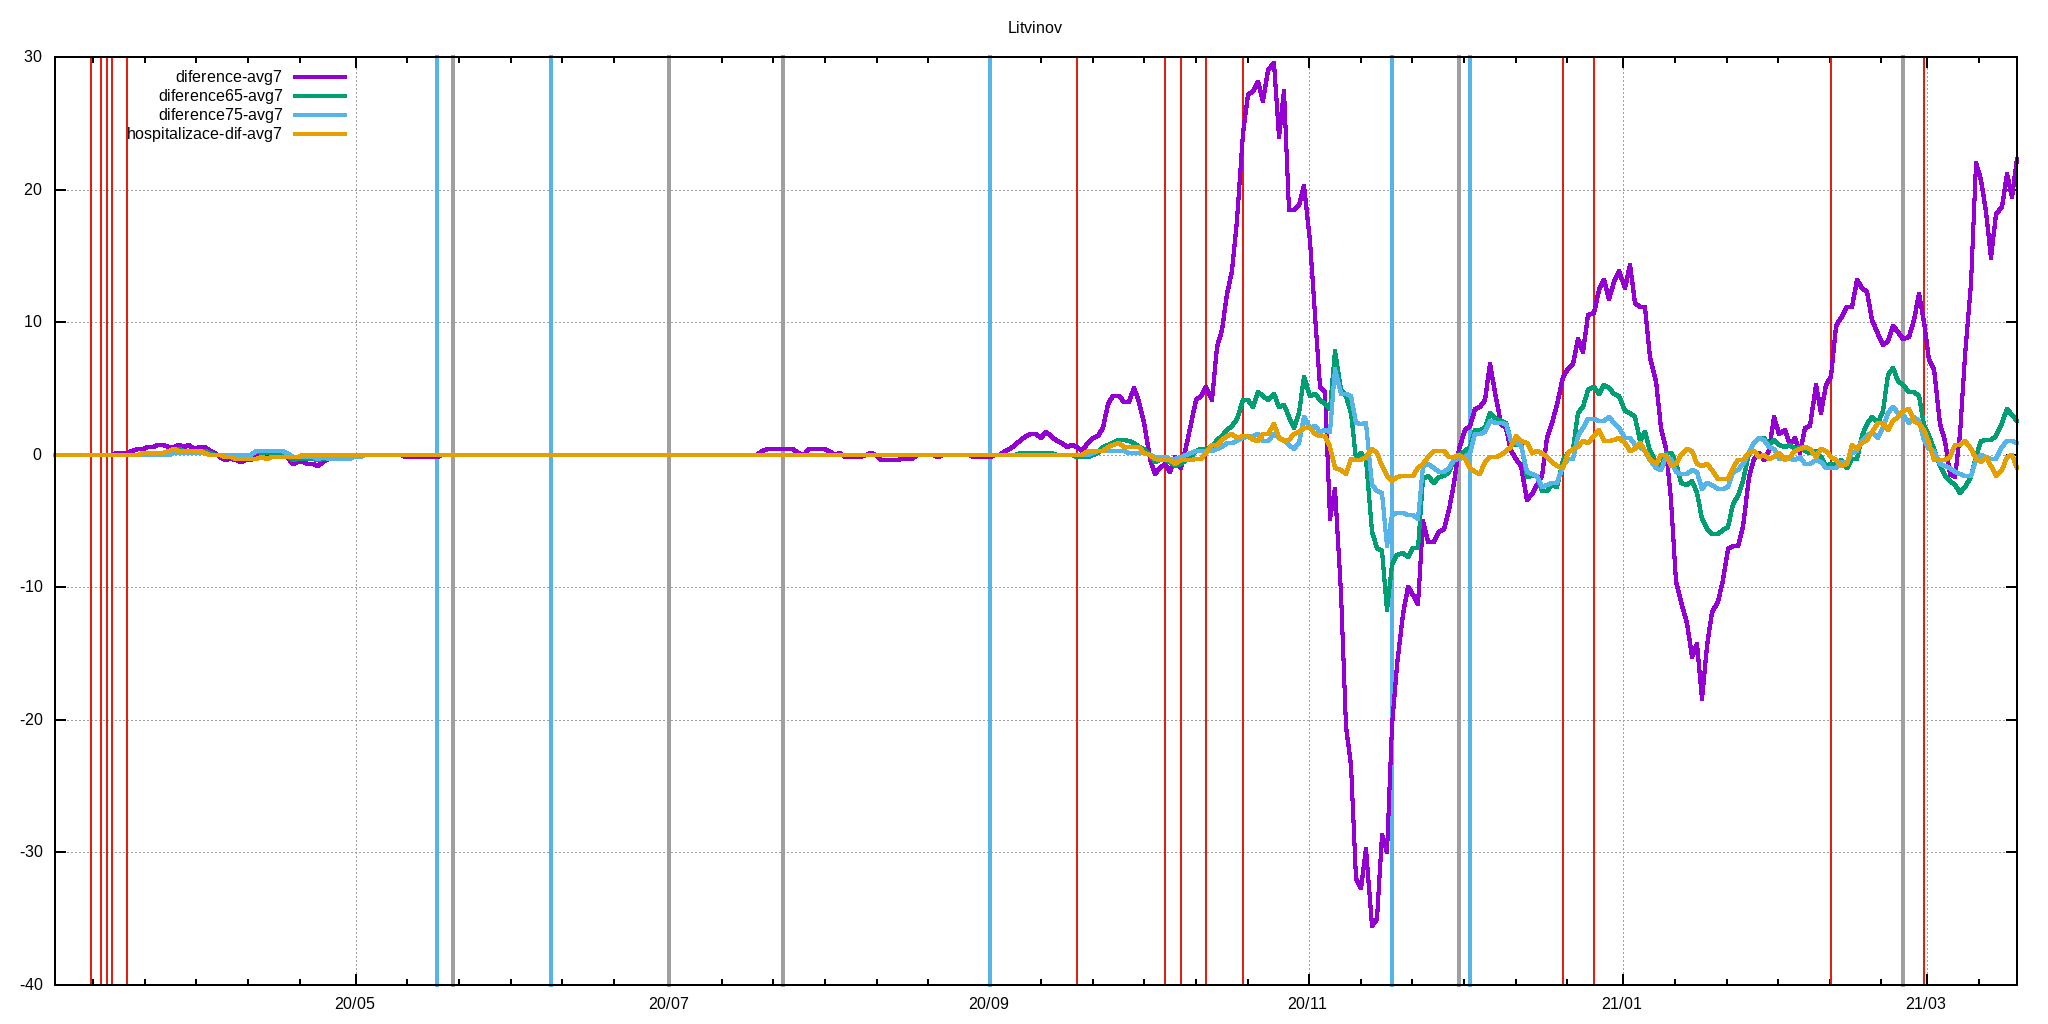 Litvinov
diference-avg7
diference65-avg7
diference75-avg7
hospitalizace-dif-avg7
30
20
10
0
-10
-20
-30
-40
20/05 20/07 20/09 20/11 21/01 21/03